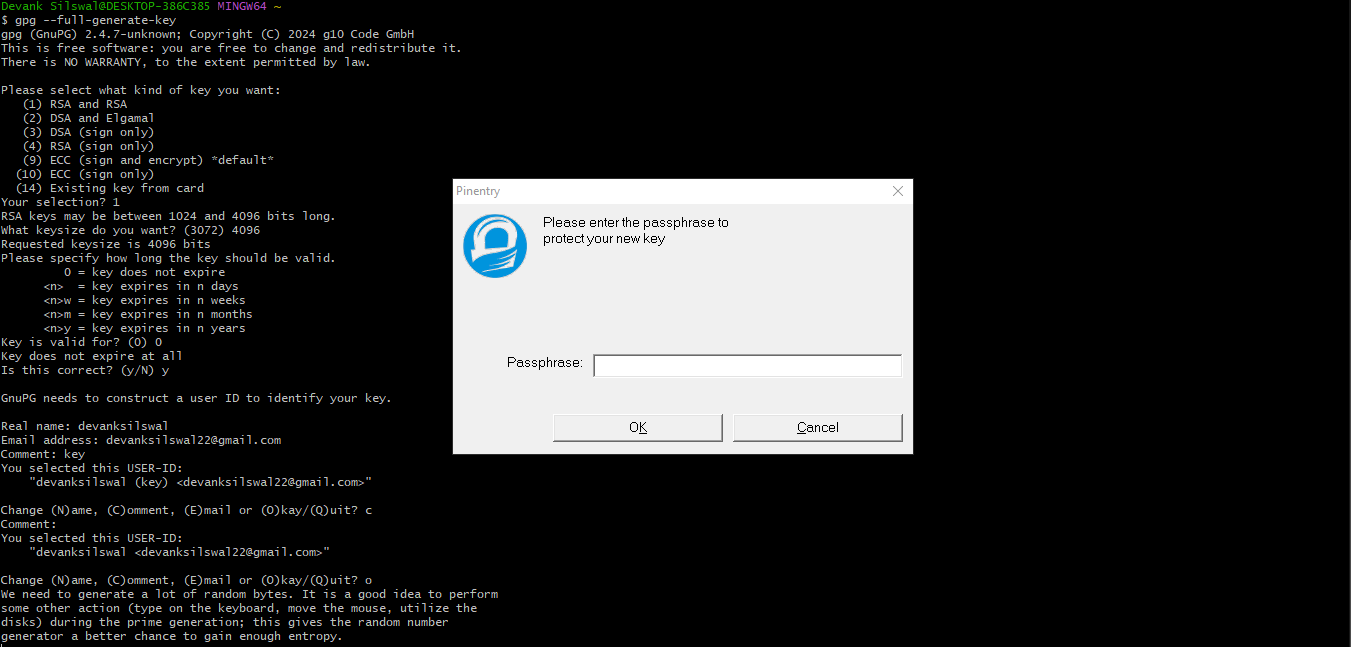 Devank Silswal@DESKTOP-386C385 MINGW64 ~
$ gpg --full-generate-key
gpg (GnuPG) 2.4.7-unknown; Copyright (C) 2024 g10 Code GmbH
This is free software: you are free to change and redistribute it.
There is NO WARRANTY, to the extent permitted by law.

Please select what kind of key you want:
   (1) RSA and RSA
   (2) DSA and Elgamal
   (3) DSA (sign only)
   (4) RSA (sign only)
   (9) ECC (sign and encrypt) *default*
  (10) ECC (sign only)
  (14) Existing key from card
Your selection? 1
RSA keys may be between 1024 and 4096 bits long.
What keysize do you want? (3072) 4096
Requested keysize is 4096 bits
Please specify how long the key should be valid.
         0 = key does not expire
      <n>  = key expires in n days
      <n>w = key expires in n weeks
      <n>m = key expires in n months
      <n>y = key expires in n years
Key is valid for? (0) 0
Key does not expire at all
Is this correct? (y/N) y

GnuPG needs to construct a user ID to identify your key.

Real name: devanksilswal
Email address: devanksilswal22@gmail.com
Comment: key
You selected this USER-ID:
    "devanksilswal (key) <devanksilswal22@gmail.com>"

Change (N)ame, (C)omment, (E)mail or (O)kay/(Q)uit? c
Comment:
You selected this USER-ID:
    "devanksilswal <devanksilswal22@gmail.com>"

Change (N)ame, (C)omment, (E)mail or (O)kay/(Q)uit? o
We need to generate a lot of random bytes. It is a good idea to perform
some other action (type on the keyboard, move the mouse, utilize the
disks) during the prime generation; this gives the random number
generator a better chance to gain enough entropy.

Pinentry
Please enter the passphrase to
protect your new key
Passphrase:
OK
Cancel